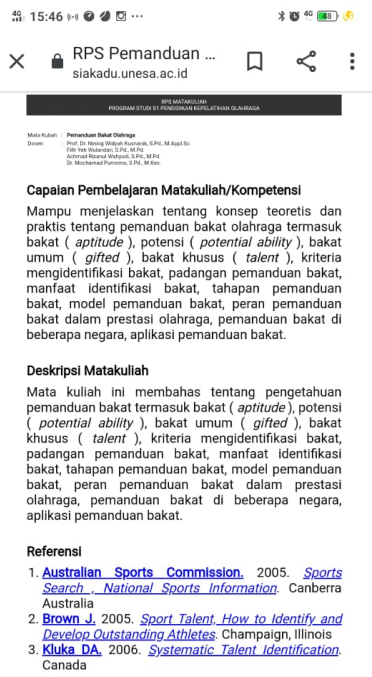 4G 15:46 4G 48
RPS Pemanduan ...
siakadu.unesa.ac.id
RPS MATAKULIAH
PROGRAM STUDI S1 PENDIDIKAN KEPELATIHAN OLAHRAGA
Mata Kuliah : Pemanduan Bakat Olahraga
Dosen : Prof. Dr. Nining Widyah Kusnanik, S.Pd., M.Appl.Sc.
Fifit Yeti Wulandari, S.Pd., M.Pd.
Achmad Rizanul Wahyudi, S.Pd., M.Pd.
Dr. Mochamad Purnomo, S.Pd., M.Kes.
Capaian Pembelajaran Matakuliah/Kompetensi
Mampu menjelaskan tentang konsep teoretis dan
praktis tentang pemanduan bakat olahraga termasuk
bakat ( aptitude ), potensi ( potential ability ), bakat
umum ( gifted ), bakat khusus ( talent ), kriteria
mengidentifikasi bakat, padangan pemanduan bakat,
manfaat identifikasi bakat, tahapan pemanduan
bakat, model pemanduan bakat, peran pemanduan
bakat dalam prestasi olahraga, pemanduan bakat di
beberapa negara, aplikasi pemanduan bakat.
Deskripsi Matakuliah
Mata kuliah ini membahas tentang pengetahuan
pemanduan bakat termasuk bakat ( aptitude ), potensi
( potential ability ), bakat umum ( gifted ), bakat
khusus ( talent ), kriteria mengidentifikasi bakat,
padangan pemanduan bakat, manfaat identifikasi
bakat, tahapan pemanduan bakat, model pemanduan
bakat, peran pemanduan bakat dalam prestasi
olahraga, pemanduan bakat di beberapa negara,
aplikasi pemanduan bakat.
Referensi
1. Australian Sports Commission. 2005. Sports
Search , National Sports Information. Canberra
Australia
2. Brown J. 2005. Sport Talent, How to Identify and
Develop Outstanding Athletes. Champaign, Illinois
3. Kluka DA. 2006. Systematic Talent Identification.
Canada